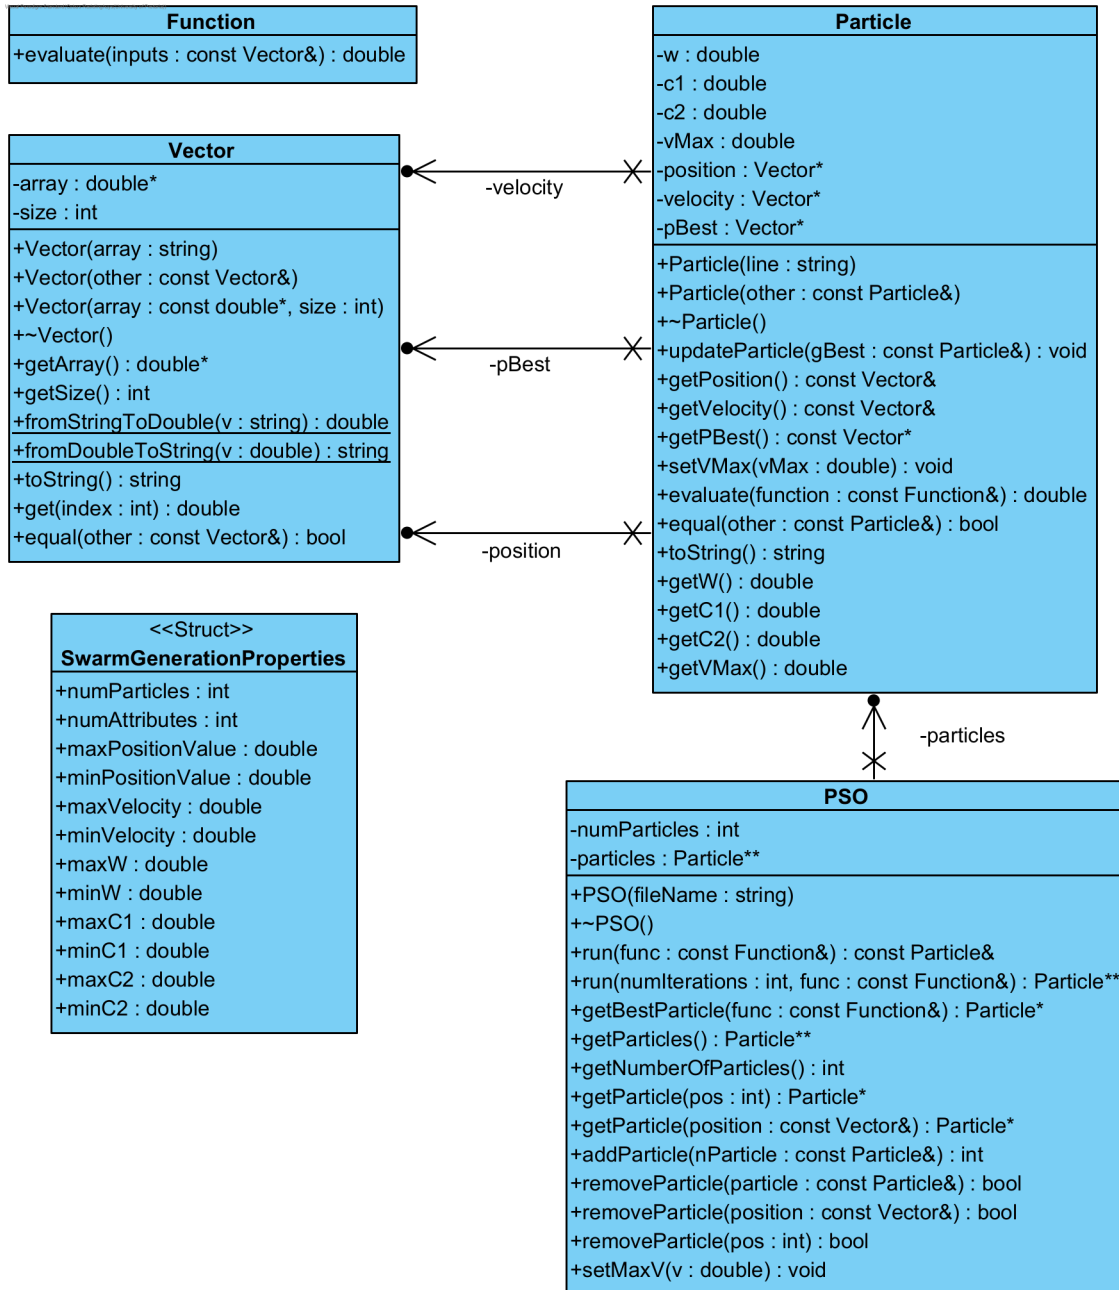 Function
+evaluate(inputs : const Vector&) : double
Vector
-array : double*
-size : int
+Vector(array : string)
+Vector(other : const Vector&)
+Vector(array : const double*, size : int)
+~Vector()
+getArray() : double*
+getSize() : int
+fromStringToDouble(v : string) : double
+fromDoubleToString(v : double) : string
+toString() : string
+get(index : int) : double
+equal(other : const Vector&) : bool
-velocity
-pBest
-position
Particle
-w : double
-c1 : double
-c2 : double
-vMax : double
-position : Vector*
-velocity : Vector*
-pBest : Vector*
+Particle(line : string)
+Particle(other : const Particle&)
+~Particle()
+updateParticle(gBest : const Particle&) : void
+getPosition() : const Vector&
+getVelocity() : const Vector&
+getPBest() : const Vector*
+setVMax(vMax : double) : void
+evaluate(function : const Function&) : double
+equal(other : const Particle&) : bool
+toString() : string
+getW() : double
+getC1() : double
+getC2() : double
+getVMax() : double
<<Struct>>
SwarmGenerationProperties
+numParticles : int
+numAttributes : int
+maxPositionValue : double
+minPositionValue : double
+maxVelocity : double
+minVelocity : double
+maxW : double
+minW : double
+maxC1 : double
+minC1 : double
+maxC2 : double
+minC2 : double
-particles
PSO
-numParticles : int
-particles : Particle**
+PSO(fileName : string)
+~PSO()
+run(func : const Function&) : const Particle&
+run(numIterations : int, func : const Function&) : Particle**
+getBestParticle(func : const Function&) : Particle*
+getParticles() : Particle**
+getNumberOfParticles() : int
+getParticle(pos : int) : Particle*
+getParticle(position : const Vector&) : Particle*
+addParticle(nParticle : const Particle&) : int
+removeParticle(particle : const Particle&) : bool
+removeParticle(position : const Vector&) : bool
+removeParticle(pos : int) : bool
+setMaxV(v : double) : void